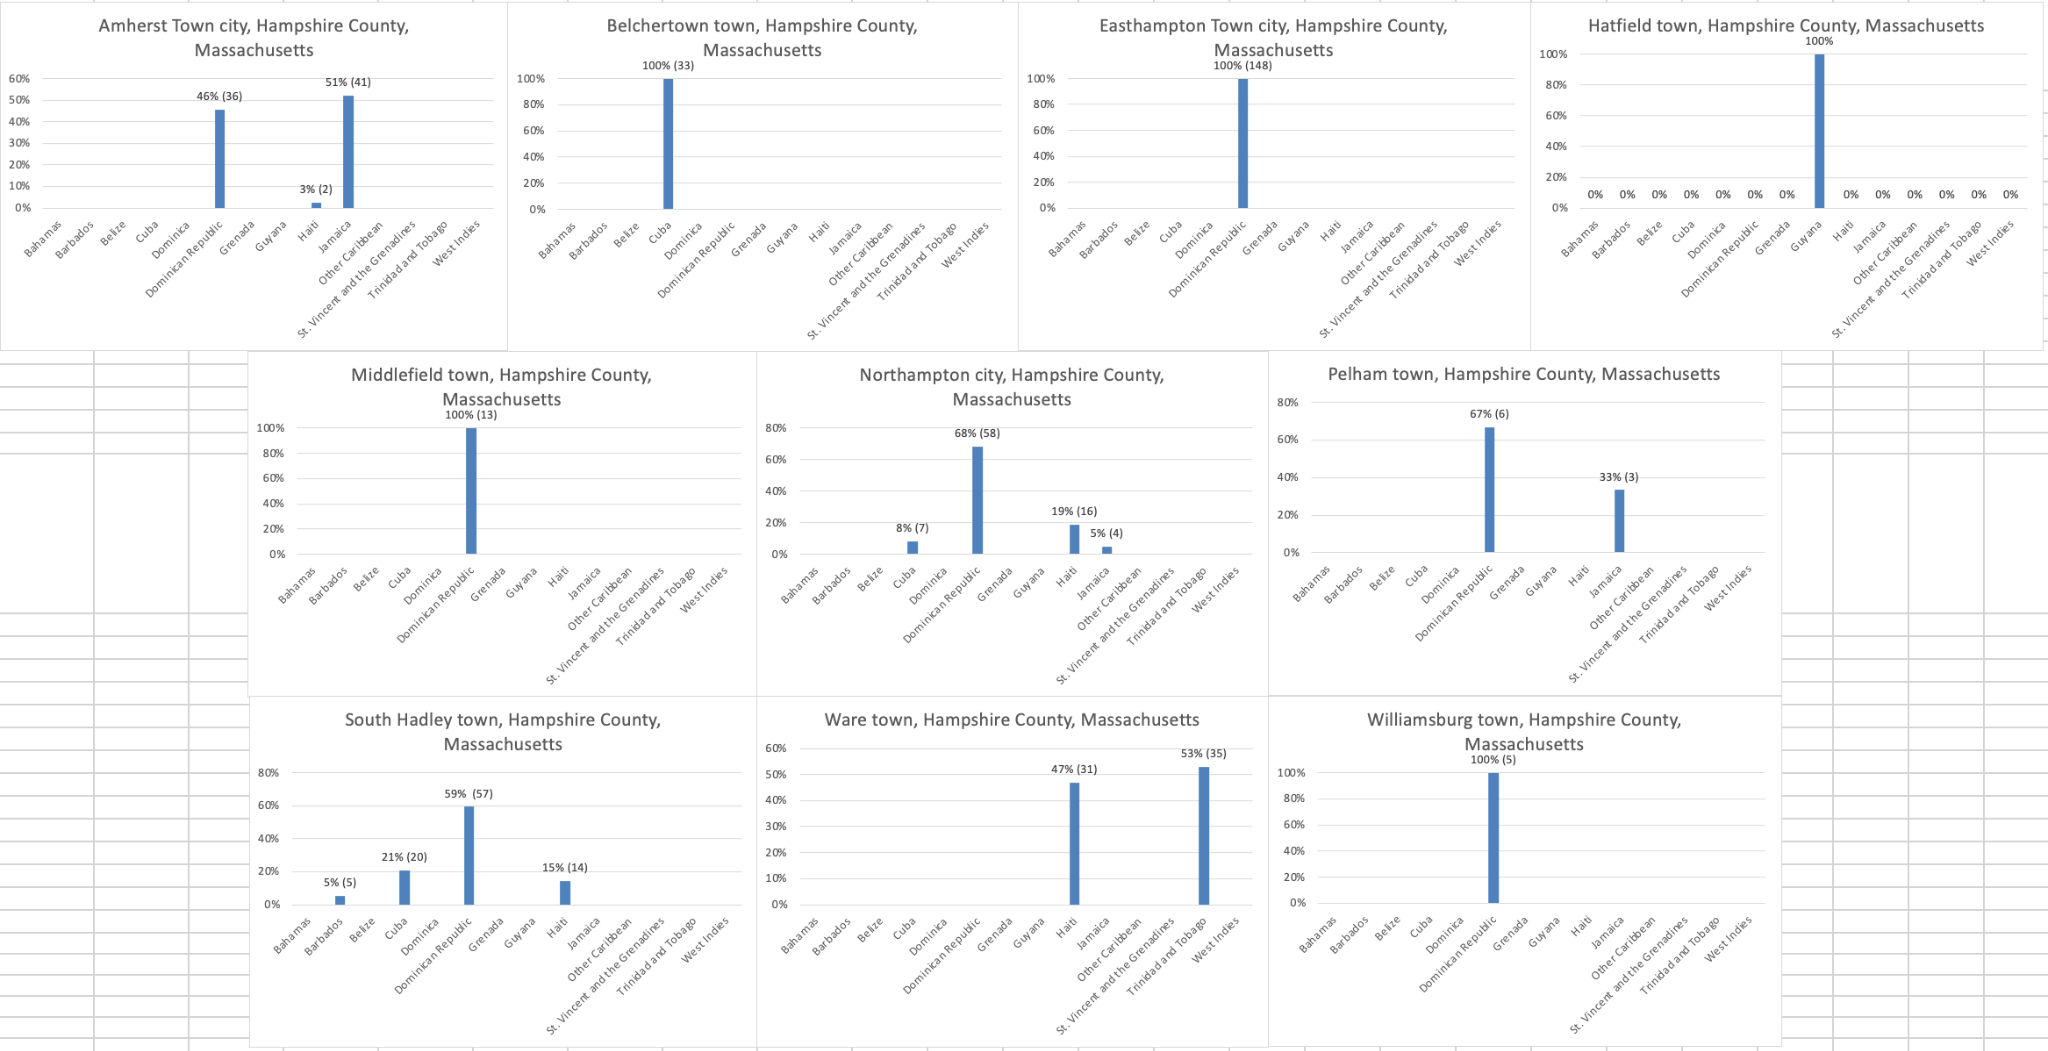 Amherst Town city, Hampshire County,
Massachusetts
60%
50%
40%
30%
20%
10%
0%
46% (36)
3% (2)
51% (41)
Bahamas
Barbados
Belize
Cuba
Dominica
Dominican Republic
Grenada
Guyana
Haiti
Jamaica
Other Caribbean
St. Vincent and the Grenadines
Trinidad and Tobago
West Indies
Belchertown town, Hampshire County,
Massachusetts
100% (33)
100%
80%
60%
40%
20%
0%
Bahamas
Barbados
Belize
Cuba
Dominica
Dominican Republic
Grenada
Guyana
Haiti
Jamaica
Other Caribbean
St. Vincent and the Grenadines
Trinidad and Tobago
West Indies
Easthampton Town city, Hampshire County,
Massachusetts
100% (148)
100%
80%
60%
40%
20%
0%
Bahamas
Barbados
Belize
Cuba
Dominica
Dominican Republic
Grenada
Guyana
Haiti
Jamaica
Other Caribbean
St. Vincent and the Grenadines
Trinidad and Tobago
West Indies
Hatfield town, Hampshire County, Massachusetts
100%
100%
80%
60%
40%
20%
0%
0% 0% 0% 0% 0% 0% 0% 0% 0% 0% 0% 0% 0%
Bahamas
Barbados
Belize
Cuba
Dominica
Dominican Republic
Grenada
Guyana
Haiti
Jamaica
Other Caribbean
St. Vincent and the Grenadines
Trinidad and Tobago
West Indies
Middlefield town, Hampshire County,
Massachusetts
100% (13)
100%
80%
60%
40%
20%
0%
Bahamas
Barbados
Belize
Cuba
Dominica
Dominican Republic
Grenada
Guyana
Haiti
Jamaica
Other Caribbean
St. Vincent and the Grenadines
Trinidad and Tobago
West Indies
Northampton city, Hampshire County,
Massachusetts
80%
60%
40%
20%
0%
8% (7)
68% (58)
19% (16)
5% (4)
Bahamas
Barbados
Belize
Cuba
Dominica
Dominican Republic
Grenada
Guyana
Haiti
Jamaica
Other Caribbean
St. Vincent and the Grenadines
Trinidad and Tobago
West Indies
Pelham town, Hampshire County, Massachusetts
80%
60%
40%
20%
0%
67% (6)
33% (3)
Bahamas
Barbados
Belize
Cuba
Dominica
Dominican Republic
Grenada
Guyana
Haiti
Jamaica
Other Caribbean
St. Vincent and the Grenadines
Trinidad and Tobago
West Indies
South Hadley town, Hampshire County,
Massachusetts
80%
60%
40%
20%
0%
5% (5)
21% (20)
59% (57)
15% (14)
Bahamas
Barbados
Belize
Cuba
Dominica
Dominican Republic
Grenada
Guyana
Haiti
Jamaica
Other Caribbean
St. Vincent and the Grenadines
Trinidad and Tobago
West Indies
Ware town, Hampshire County, Massachusetts
60%
50%
40%
30%
20%
10%
0%
47% (31)
53% (35)
Bahamas
Barbados
Belize
Cuba
Dominica
Dominican Republic
Grenada
Guyana
Haiti
Jamaica
Other Caribbean
St. Vincent and the Grenadines
Trinidad and Tobago
West Indies
Williamsburg town, Hampshire County,
Massachusetts
100% (5)
100%
80%
60%
40%
20%
0%
Bahamas
Barbados
Belize
Cuba
Dominica
Dominican Republic
Grenada
Guyana
Haiti
Jamaica
Other Caribbean
St. Vincent and the Grenadines
Trinidad and Tobago
West Indies